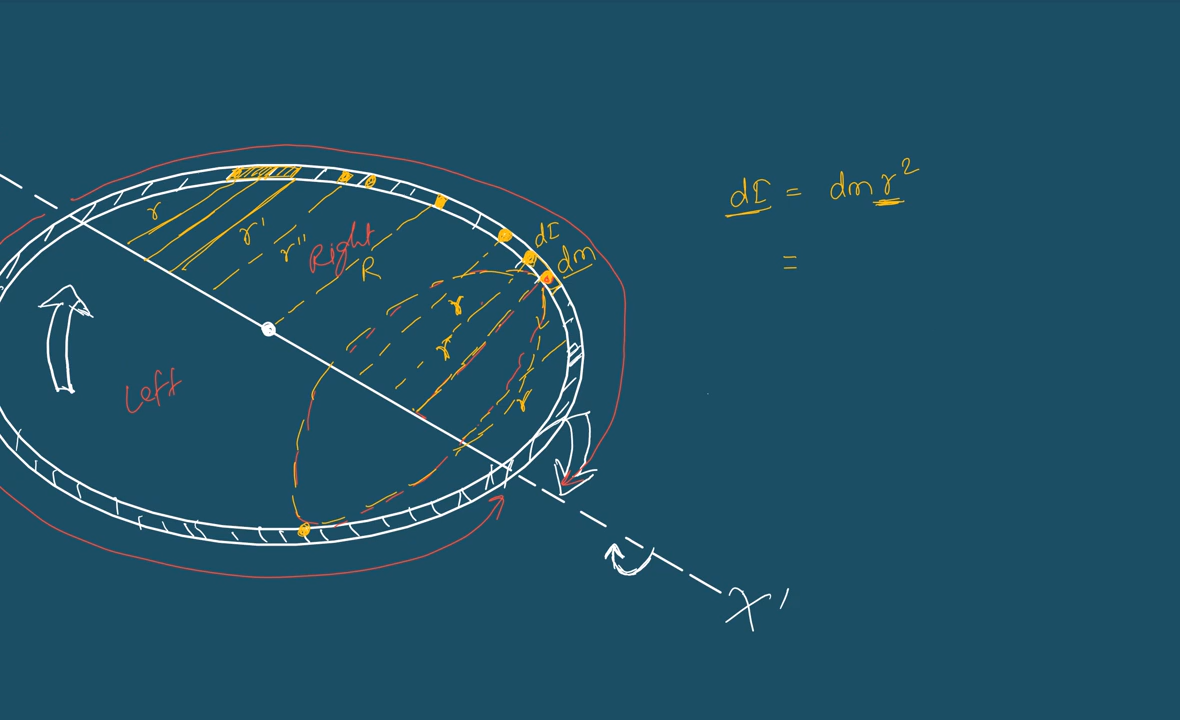 dI = dm r²
=
r
r'
r''
Right
R
dI
dm
r
r
r
Left
X'